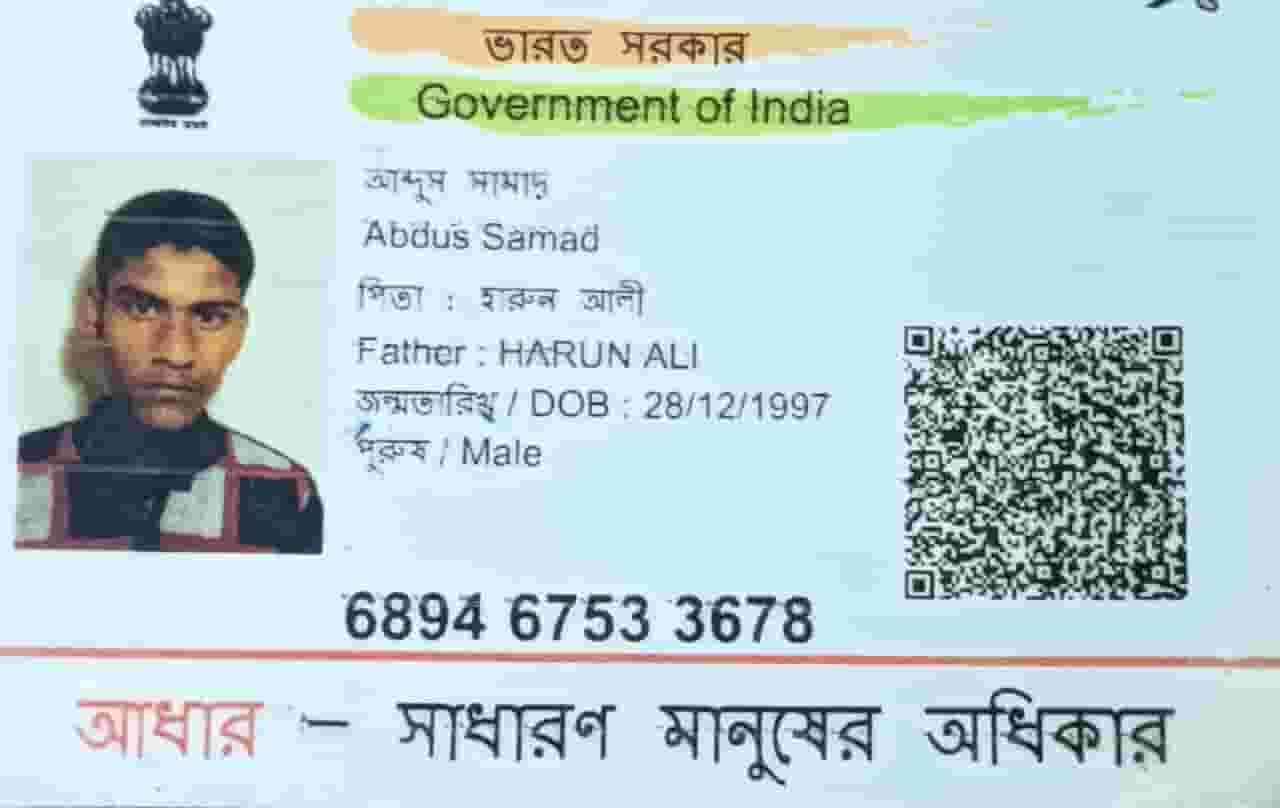 ভারত সরকার
Government of India
আব্দুস সামাদ
Abdus Samad
পিতা : হারুন আলী
Father : HARUN ALI
জন্মতারিখ / DOB : 28/12/1997
পুরুষ / Male
6894 6753 3678
আধার – সাধারণ মানুষের অধিকার